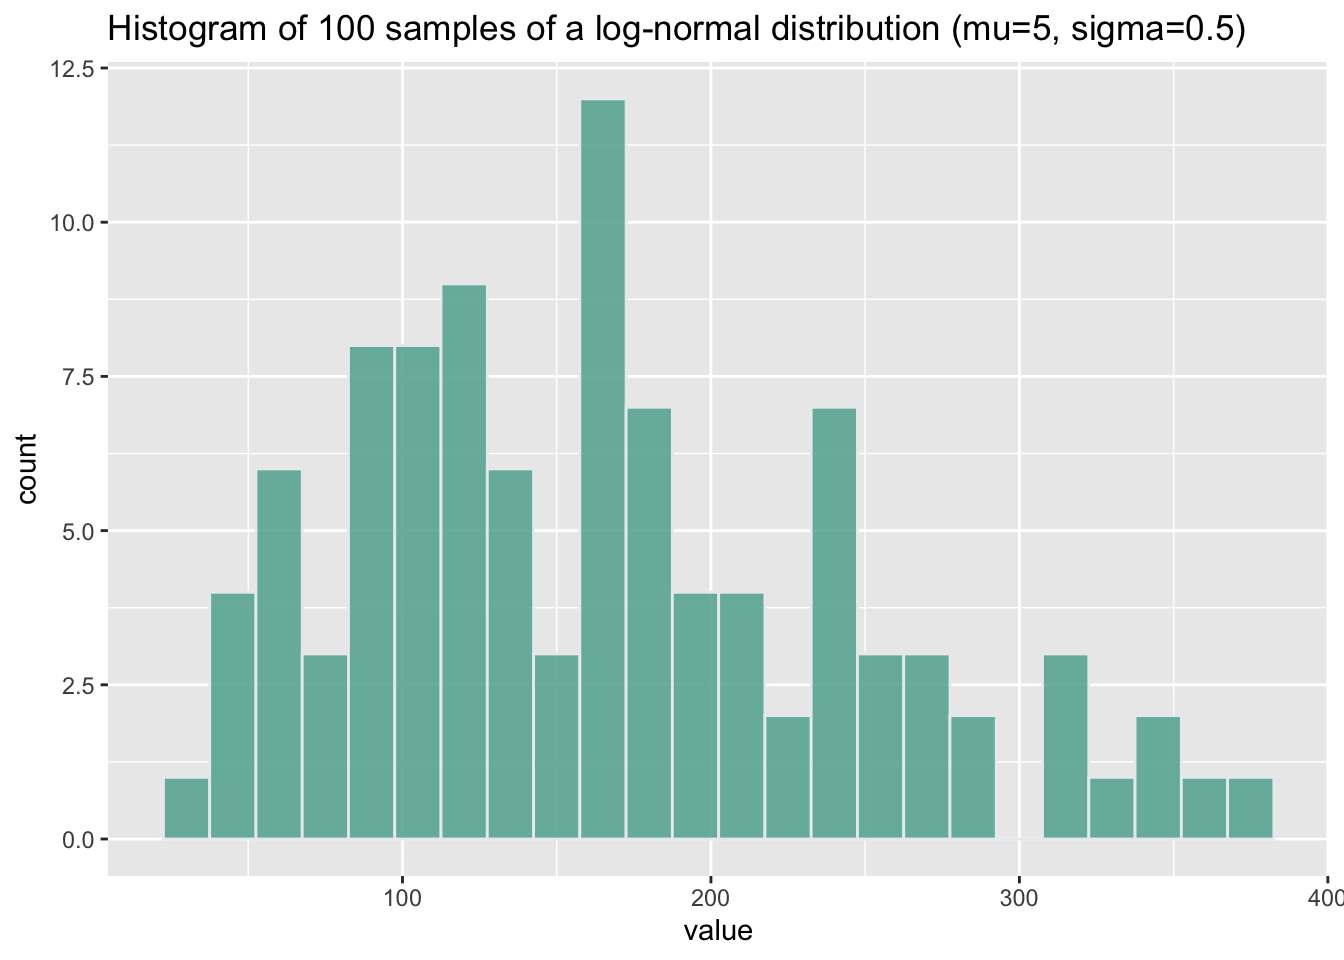 Histogram of 100 samples of a log-normal distribution (mu=5, sigma=0.5)
12.5
10.0
7.5
5.0
2.5
0.0
count
100 200 300 400
value